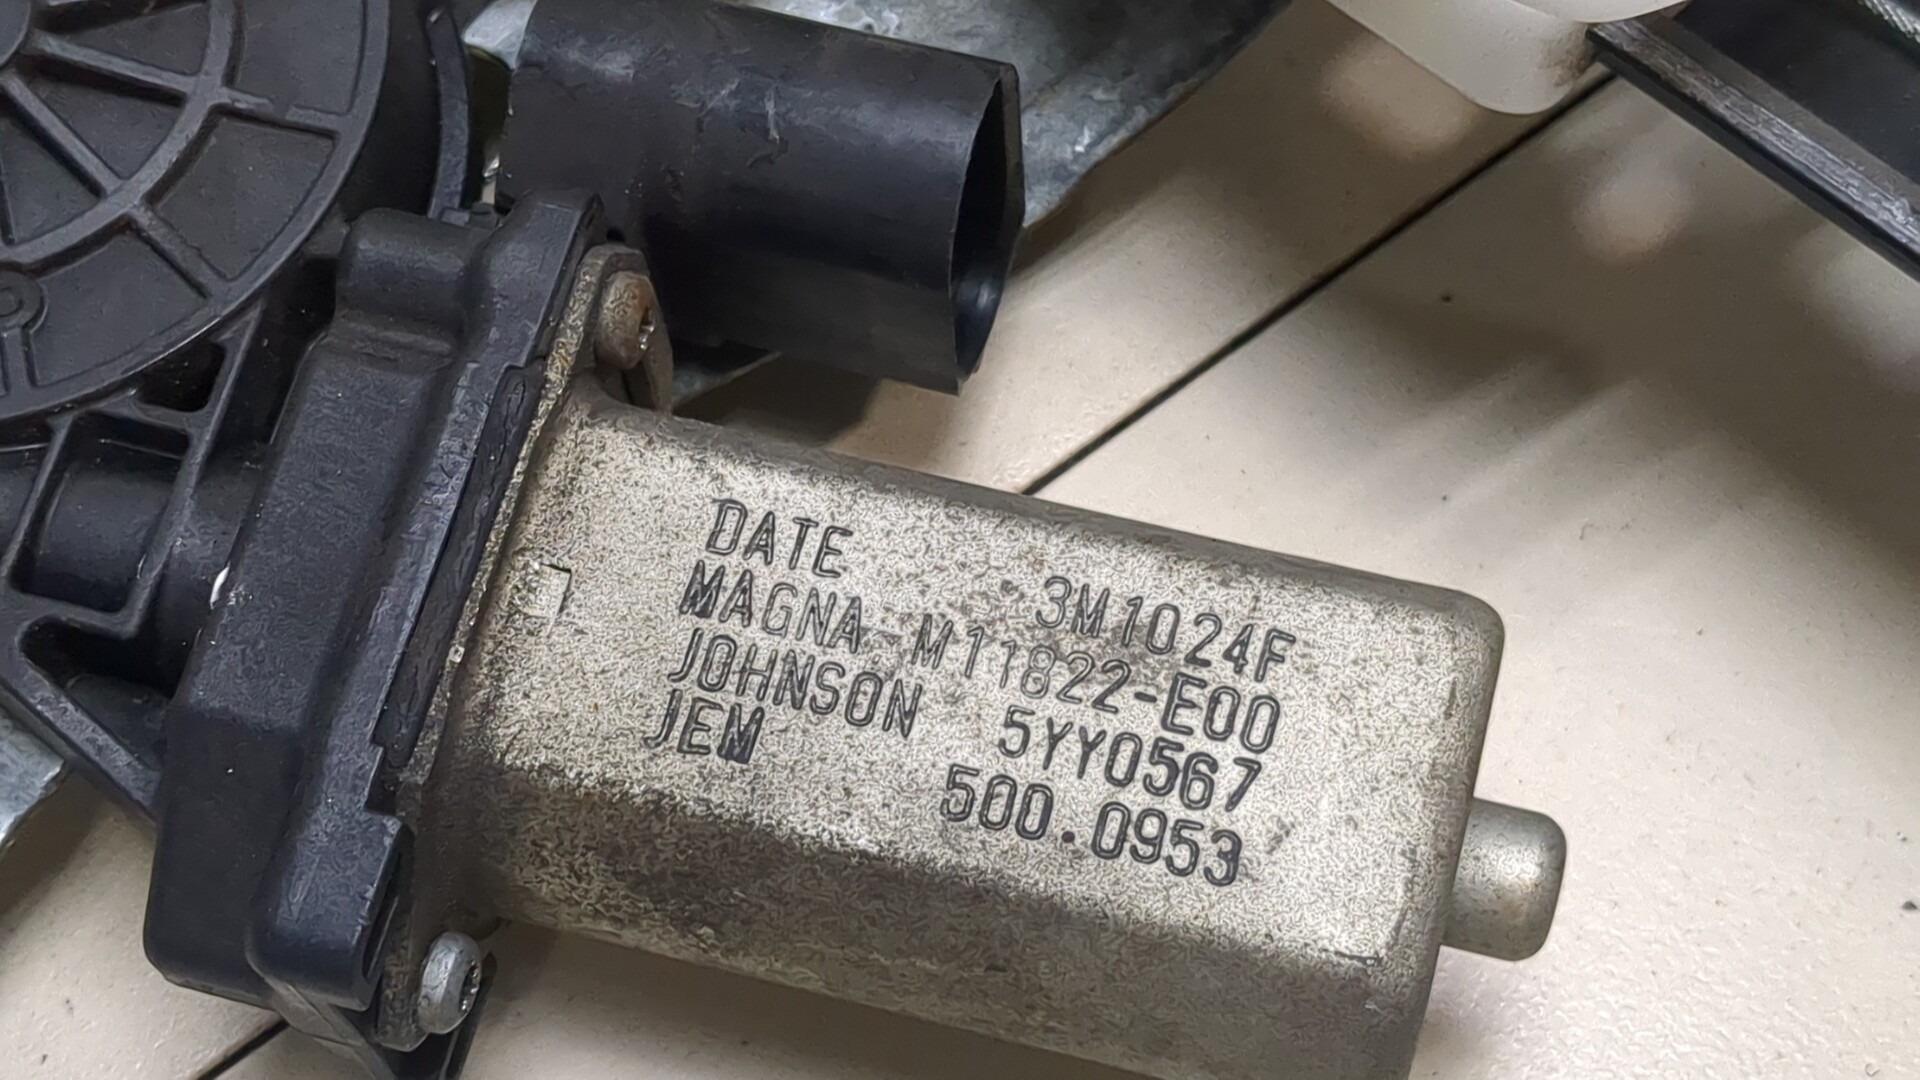 DATE 3M1024F
MAGNA M11822-E00
JOHNSON 5YY0567
JEM 500.0953